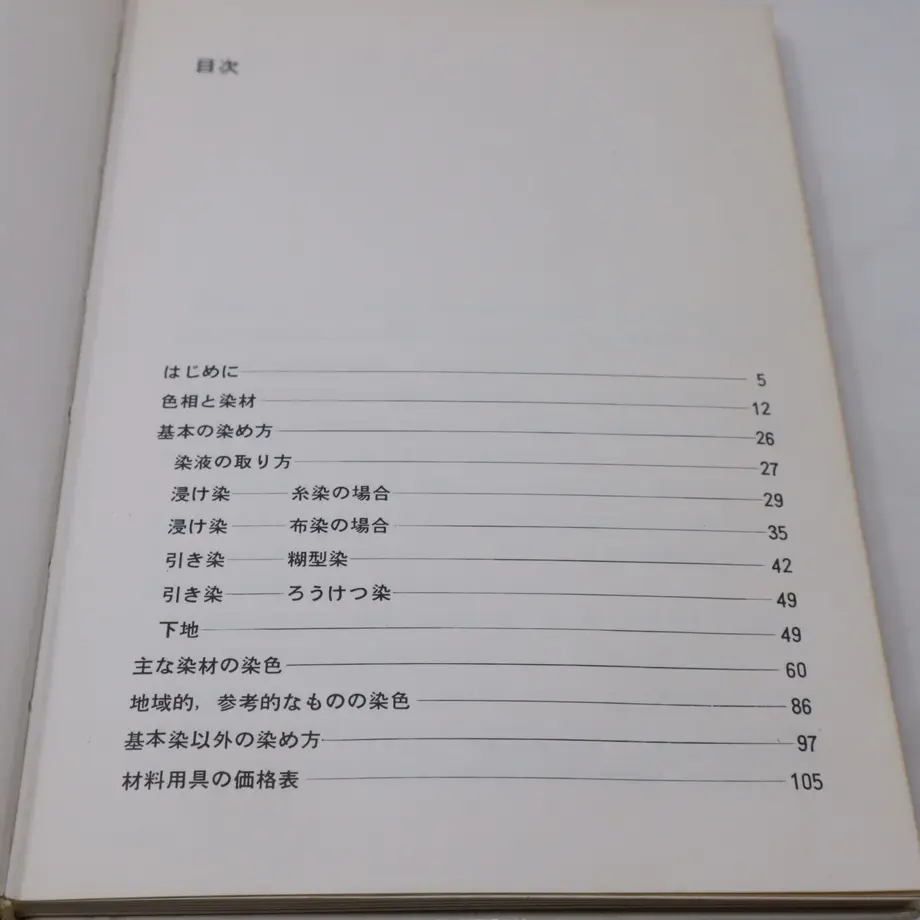 目次
はじめに 5
色相と染材 12
基本の染め方 26
染液の取り方 27
浸け染 糸染の場合 29
浸け染 布染の場合 35
引き染 糊型染 42
引き染 ろうけつ染 49
下地 49
主な染材の染色 60
地域的,参考的なものの染色 86
基本染以外の染め方 97
材料用具の価格表 105